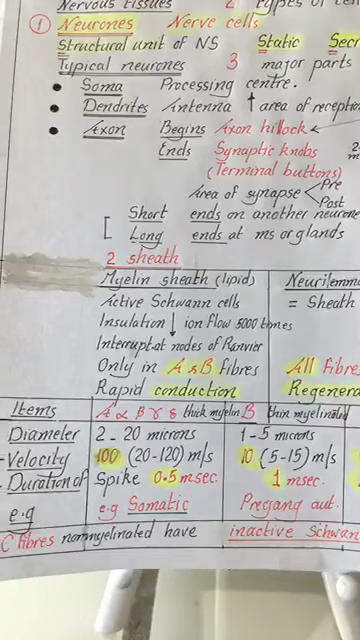 Nervous tissues 2 types of cel
① Neurones Nerve cells
Structural unit of NS Static Secr
Typical neurones 3 major parts
• Soma Processing centre.
• Dendrites Antenna ↑ area of reception
• Axon Begins Axon hillock
Ends Synaptic knobs
(Terminal buttons)
Area of synapse < Pre
Post
[ Short ends on another neurone
Long ends at ms or glands
2 sheath
Myelin sheath (lipid) Neurilemma
Active Schwann cells = Sheath
Insulation ↓ ion flow 5000 times
Interrupt.at nodes of Ranvier
Only in A & B fibres All fibre
Rapid conduction Regenera
Items A α β γ δ thick myelin B thin myelinated
Diameter 2 - 20 microns 1 - 5 microns
Velocity 100 (20-120) m/s 10 (5-15) m/s
Duration of Spike 0.5 msec. 1 msec.
e.g e.g Somatic Pregang aut.
C fibres nonmyelinated have inactive Schwan